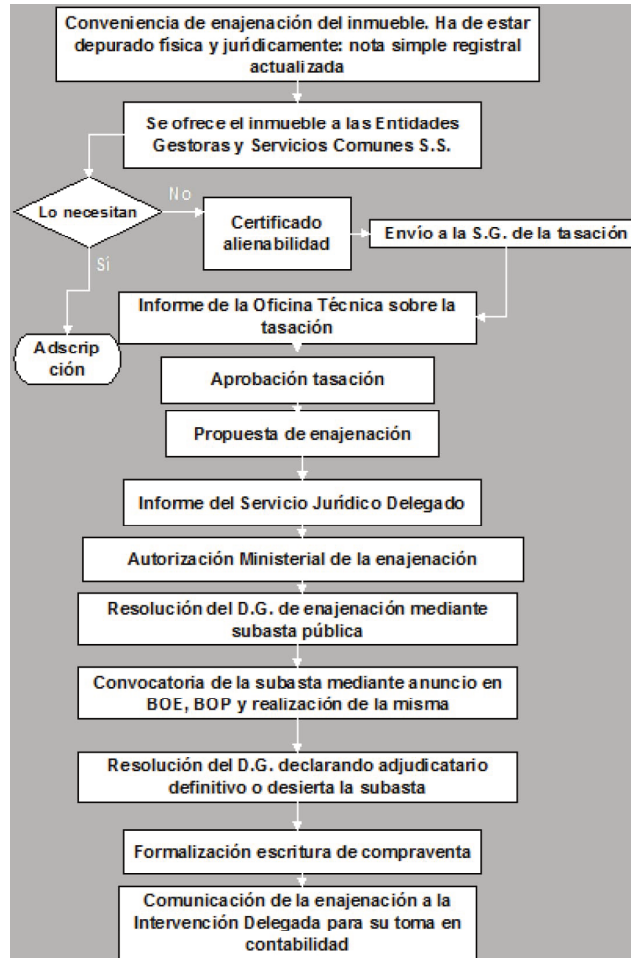 Conveniencia de enajenación del inmueble. Ha de estar
depurado física y jurídicamente: nota simple registral
actualizada
Se ofrece el inmueble a las Entidades
Gestoras y Servicios Comunes S.S.
Lo necesitan
No
Certificado
alienabilidad
Envío a la S.G. de la tasación
Sí
Informe de la Oficina Técnica sobre la
tasación
Adscrip
ción
Aprobación tasación
Propuesta de enajenación
Informe del Servicio Jurídico Delegado
Autorización Ministerial de la enajenación
Resolución del D.G. de enajenación mediante
subasta pública
Convocatoria de la subasta mediante anuncio en
BOE, BOP y realización de la misma
Resolución del D.G. declarando adjudicatario
definitivo o desierta la subasta
Formalización escritura de compraventa
Comunicación de la enajenación a la
Intervención Delegada para su toma en
contabilidad